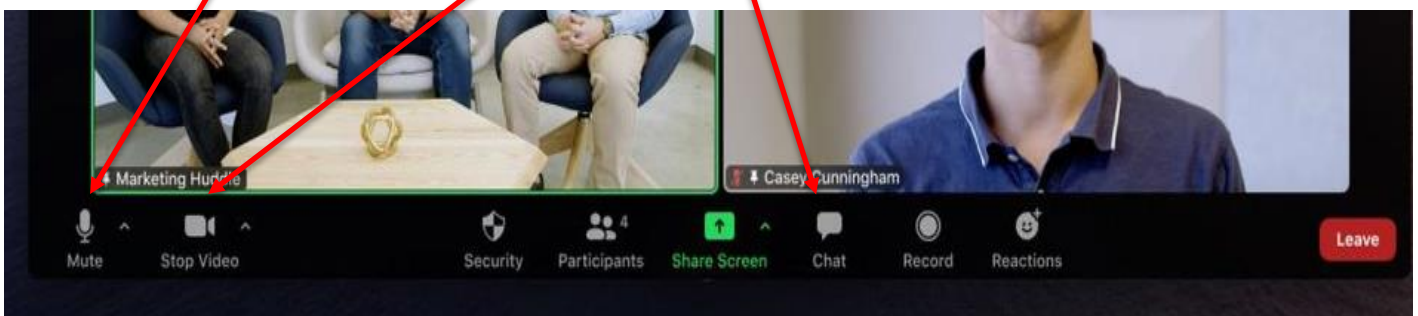 Marketing Huddle
Casey Cunningham
4
Mute
Stop Video
Security
Participants
Share Screen
Chat
Record
Reactions
Leave